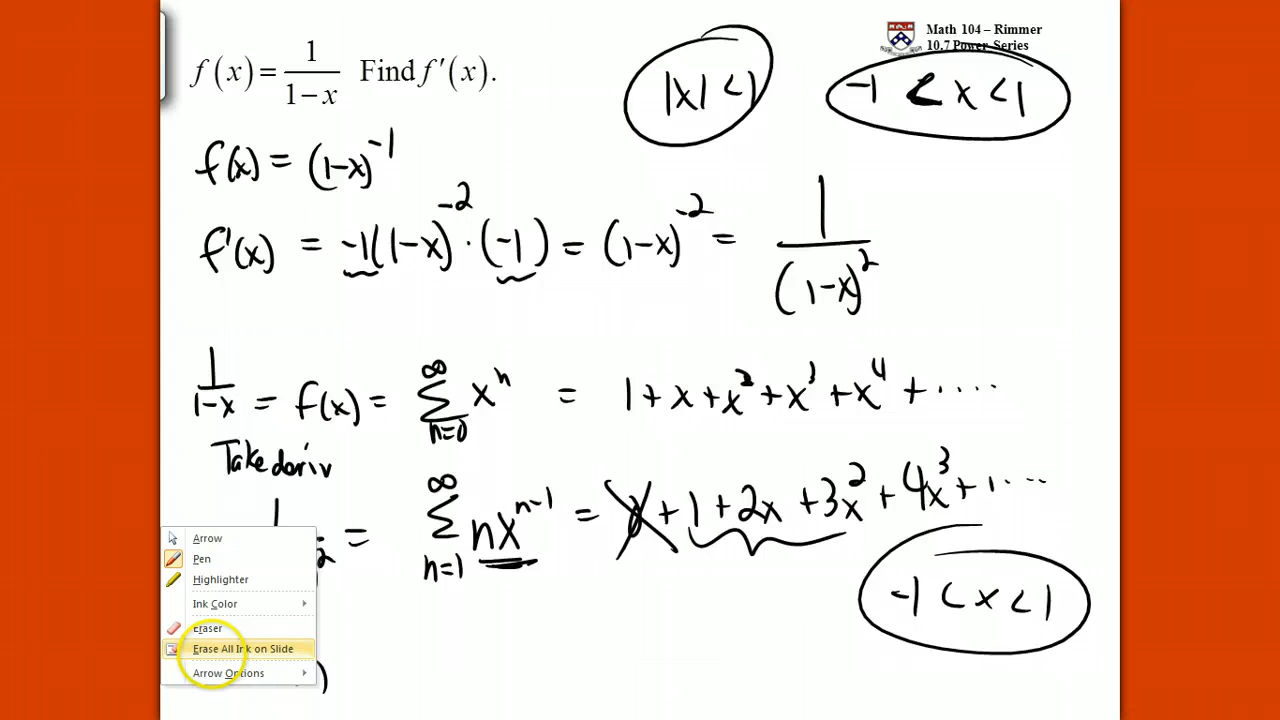 Math 104 – Rimmer
10.7 Power Series
f(x) = 1/(1−x) Find f′(x).
|x| < 1
−1 < x < 1
f(x) = (1−x)^−1
f′(x) = −1(1−x)^−2 · (−1) = (1−x)^−2 = 1/(1−x)^2
1/(1−x) = f(x) = ∑_{n=0}^{∞} x^n = 1 + x + x^2 + x^3 + x^4 + ····
Take deriv
= ∑_{n=1}^{∞} nx^{n−1} = 0 + 1 + 2x + 3x^2 + 4x^3 + ····
−1 < x < 1
Arrow
Pen
Highlighter
Ink Color
Eraser
Erase All Ink on Slide
Arrow Options